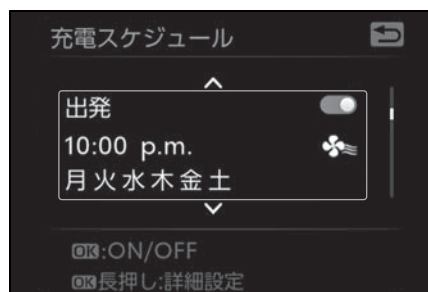 充電スケジュール
出発
10:00 p.m.
月火水木金土
OK:ON/OFF
OK長押し:詳細設定